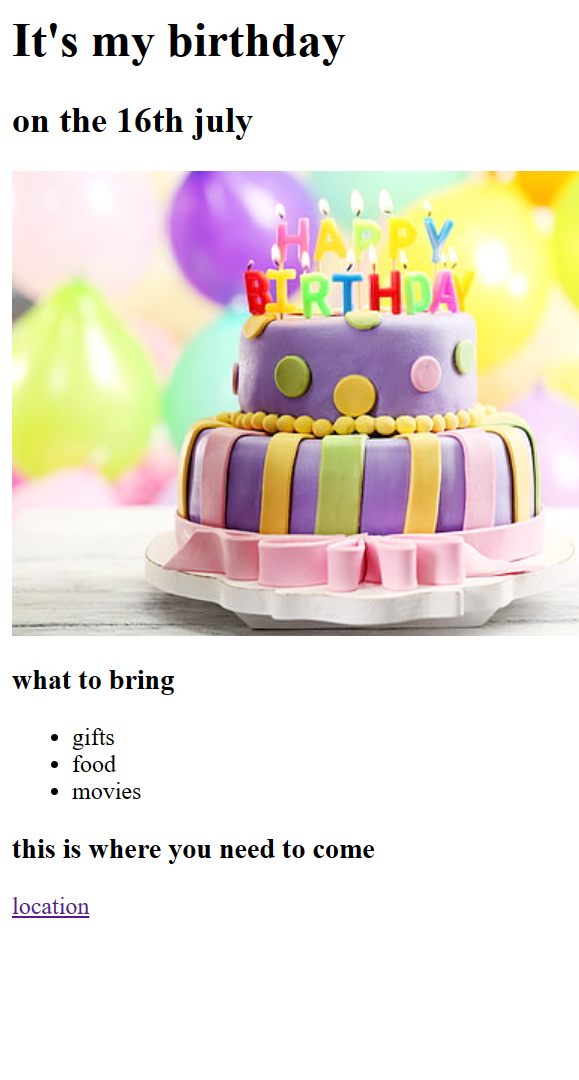 It's my birthday
on the 16th july
HAPPY
BIRTHDAY
what to bring
gifts
food
movies
this is where you need to come
location